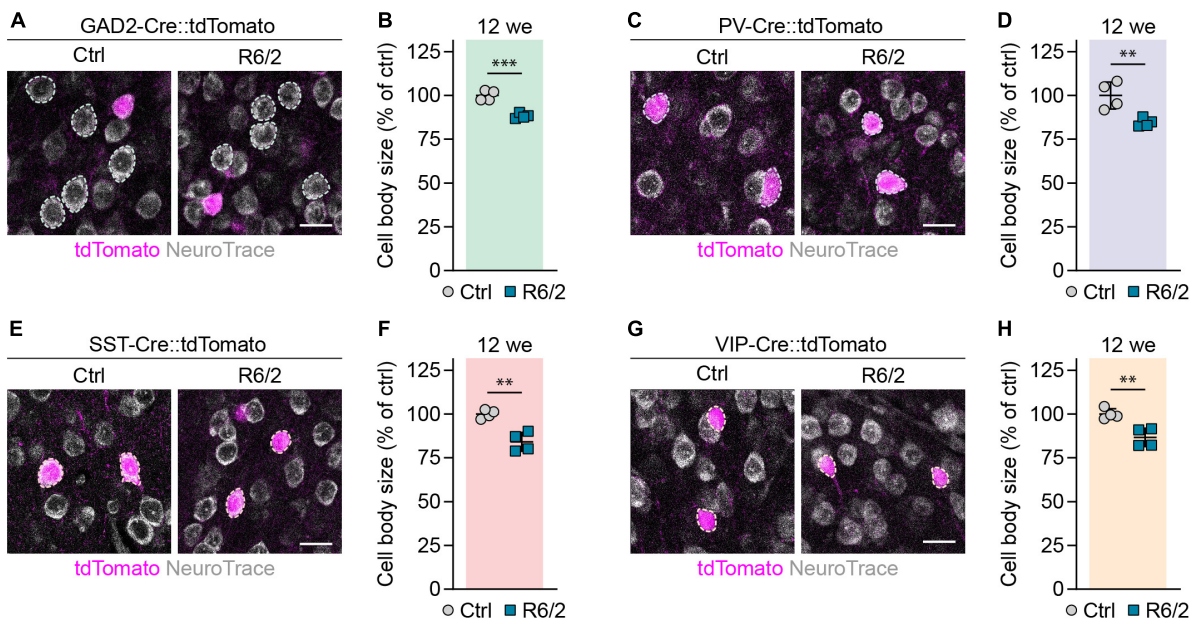 A
GAD2-Cre::tdTomato
Ctrl R6/2
tdTomato NeuroTrace
B
12 we
Cell body size (% of ctrl)
125
100
75
50
25
0
***
Ctrl R6/2
C
PV-Cre::tdTomato
Ctrl R6/2
tdTomato NeuroTrace
D
12 we
Cell body size (% of ctrl)
125
100
75
50
25
0
**
Ctrl R6/2
E
SST-Cre::tdTomato
Ctrl R6/2
tdTomato NeuroTrace
F
12 we
Cell body size (% of ctrl)
125
100
75
50
25
0
**
Ctrl R6/2
G
VIP-Cre::tdTomato
Ctrl R6/2
tdTomato NeuroTrace
H
12 we
Cell body size (% of ctrl)
125
100
75
50
25
0
**
Ctrl R6/2